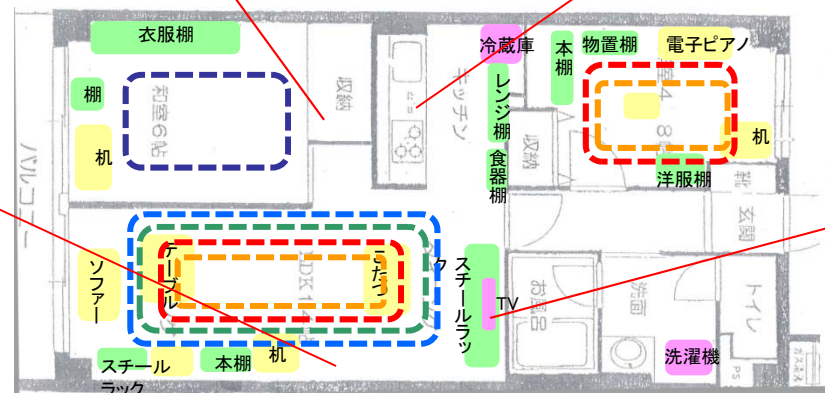 衣服棚
冷蔵庫
本棚
物置棚
電子ピアノ
棚
和室6帖
収納
キッチン
レンジ棚
机
机
食器棚
収納
洋服棚
靴
玄関
バルコニー
ソファー
テーブル
こたつ
スチールラック
TV
お風呂
洗面
トイレ
スチール
ラック
本棚
机
洗濯機
PS